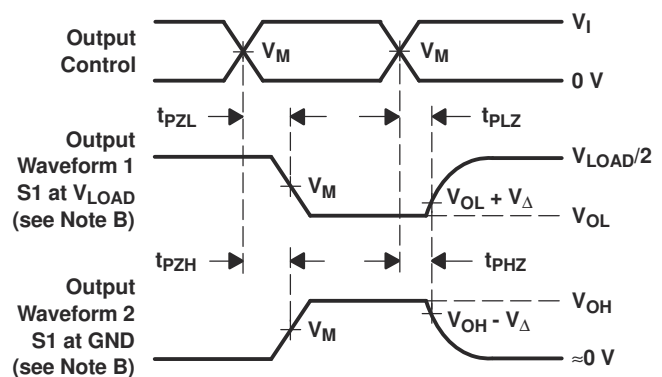 Output
Control
V_M
V_M
V_I
0 V
t_PZL
t_PLZ
Output
Waveform 1
S1 at V_LOAD
(see Note B)
V_M
V_LOAD/2
V_OL + V_Δ
V_OL
t_PZH
t_PHZ
Output
Waveform 2
S1 at GND
(see Note B)
V_M
V_OH
V_OH - V_Δ
≈0 V